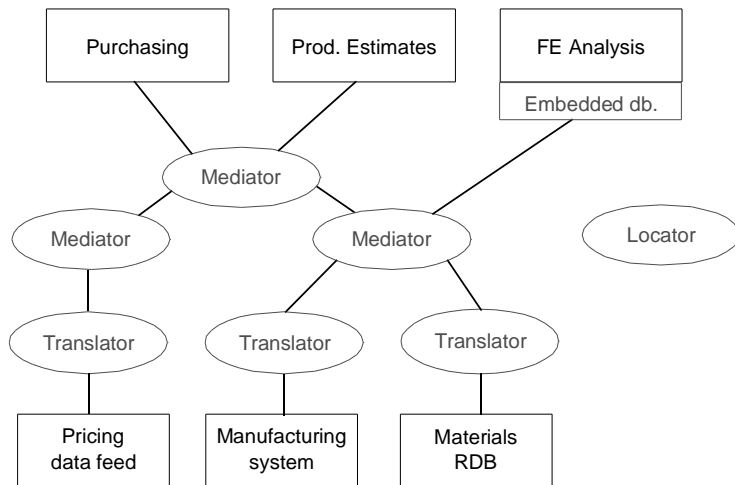 Purchasing
Prod. Estimates
FE Analysis
Embedded db.
Mediator
Mediator
Mediator
Locator
Translator
Translator
Translator
Pricing
data feed
Manufacturing
system
Materials
RDB